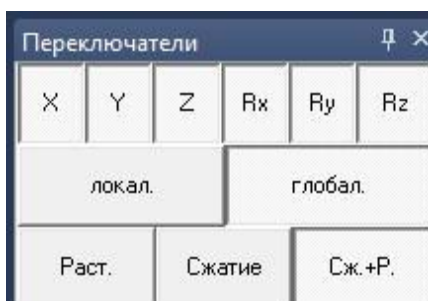 Переключатели
X Y Z Rx Ry Rz
локал. глобал.
Раст. Сжатие Сж.+Р.